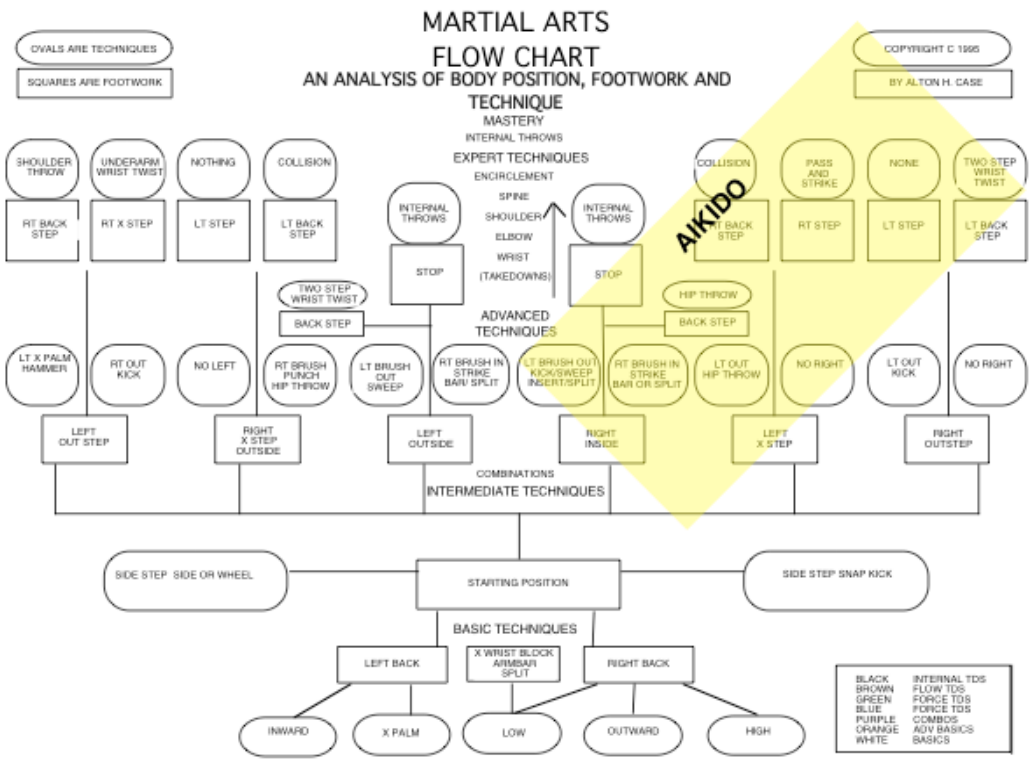 MARTIAL ARTS
FLOW CHART
AN ANALYSIS OF BODY POSITION, FOOTWORK AND
TECHNIQUE
OVALS ARE TECHNIQUES
SQUARES ARE FOOTWORK
COPYRIGHT C 1995
BY ALTON H. CASE
MASTERY
INTERNAL THROWS
EXPERT TECHNIQUES
ENCIRCLEMENT
SPINE
SHOULDER
ELBOW
WRIST
(TAKEDOWNS)
SHOULDER
THROW
UNDERARM
WRIST TWIST
NOTHING
COLLISION
RT BACK
STEP
RT X STEP
LT STEP
LT BACK
STEP
INTERNAL
THROWS
STOP
INTERNAL
THROWS
STOP
COLLISION
PASS
AND
STRIKE
NONE
TWO STEP
WRIST
TWIST
RT BACK
STEP
RT STEP
LT STEP
LT BACK
STEP
AIKIDO
TWO STEP
WRIST TWIST
BACK STEP
HIP THROW
BACK STEP
ADVANCED
TECHNIQUES
LT X PALM
HAMMER
RT OUT
KICK
NO LEFT
RT BRUSH
PUNCH
HIP THROW
LT BRUSH
OUT
SWEEP
RT BRUSH IN
STRIKE
BAR/ SPLIT
LT BRUSH OUT
KICK/SWEEP
INSERT/SPLIT
RT BRUSH IN
STRIKE
BAR OR SPLIT
LT OUT
HIP THROW
NO RIGHT
LT OUT
KICK
NO RIGHT
LEFT
OUT STEP
RIGHT
X STEP
OUTSIDE
LEFT
OUTSIDE
RIGHT
INSIDE
LEFT
X STEP
RIGHT
OUTSTEP
COMBINATIONS
INTERMEDIATE TECHNIQUES
SIDE STEP SIDE OR WHEEL
STARTING POSITION
SIDE STEP SNAP KICK
BASIC TECHNIQUES
LEFT BACK
X WRIST BLOCK
ARMBAR
SPLIT
RIGHT BACK
INWARD
X PALM
LOW
OUTWARD
HIGH
BLACK INTERNAL TDS
BROWN FLOW TDS
GREEN FORCE TDS
BLUE FORCE TDS
PURPLE COMBOS
ORANGE ADV BASICS
WHITE BASICS